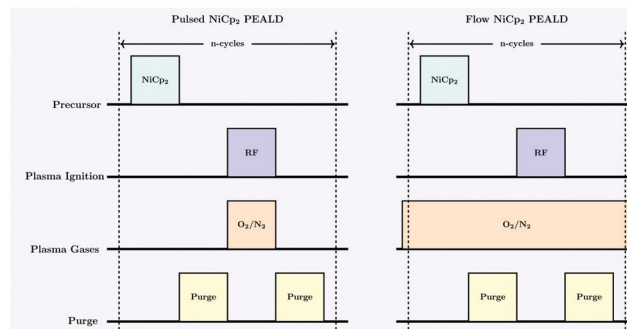 Pulsed NiCp₂ PEALD
Flow NiCp₂ PEALD
n-cycles
n-cycles
NiCp₂
NiCp₂
Precursor
RF
RF
Plasma Ignition
O₂/N₂
O₂/N₂
Plasma Gases
Purge
Purge
Purge
Purge
Purge